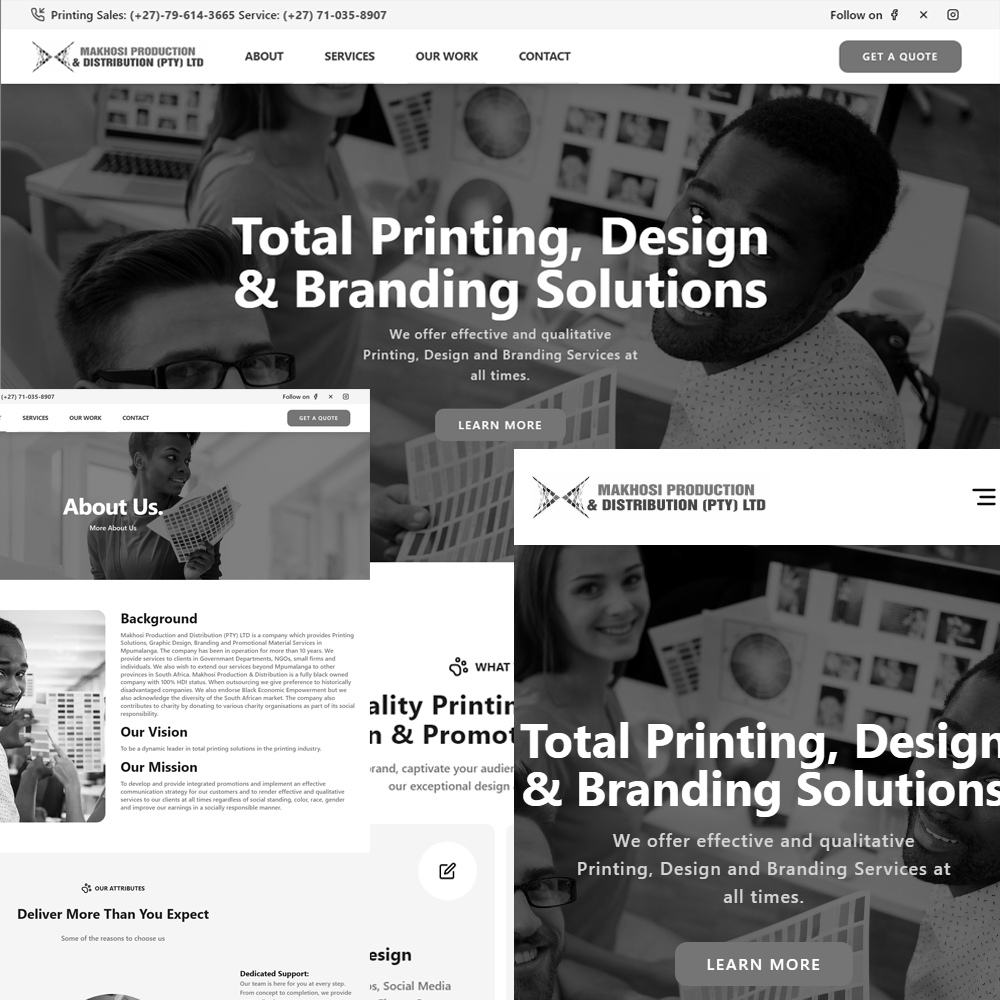 Printing Sales: (+27)-79-614-3665 Service: (+27) 71-035-8907
Follow on
MAKHOSI PRODUCTION
& DISTRIBUTION (PTY) LTD
ABOUT
SERVICES
OUR WORK
CONTACT
GET A QUOTE
Total Printing, Design
& Branding Solutions
We offer effective and qualitative
Printing, Design and Branding Services at
all times.
LEARN MORE
(+27) 71-035-8907
Follow on
SERVICES
OUR WORK
CONTACT
GET A QUOTE
About Us.
More About Us
Background
Makhosi Production and Distribution (PTY) LTD is a company which provides Printing
Solutions, Graphic Design, Branding and Promotional Material Services in
Mpumalanga. The company has been in operation for more than 10 years. We
provide services to clients in Governmant Departments, NGOs, small firms and
individuals. We also wish to extend our services beyond Mpumalanga to other
provinces in South Africa. Makhosi Production & Distribution is a fully black owned
company with 100% HDI status. When outsourcing we give preference to historically
disadvantaged companies. We also endorse Black Economic Empowerment but we
also acknowledge the diversity of the South African market. The company also
contributes to charity by donating to various charity organisations as part of its social
responsibility.
Our Vision
To be a dynamic leader in total printing solutions in the printing industry.
Our Mission
To develop and provide integrated promotions and implement an effective
communication strategy for our customers and to render effective and qualitative
services to our clients at all times regardless of social standing, color, race, gender
and improve our earnings in a socially responsible manner.
OUR ATTRIBUTES
Deliver More Than You Expect
Some of the reasons to choose us
Dedicated Support:
Our team is here for you at every step.
From concept to completion, we provide
WHAT
ality Printin
n & Promot
rand, captivate your audien
our exceptional design
esign
os, Social Media
MAKHOSI PRODUCTION
& DISTRIBUTION (PTY) LTD
Total Printing, Design
& Branding Solutions
We offer effective and qualitative
Printing, Design and Branding Services at
all times.
LEARN MORE